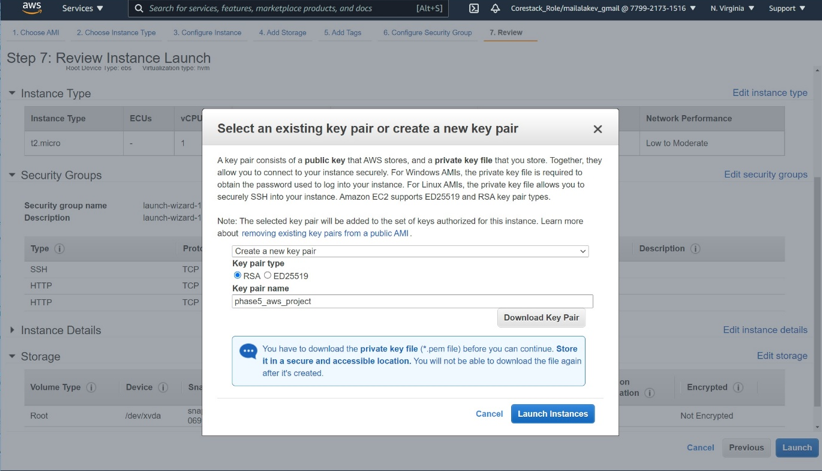 aws
Services
Search for services, features, marketplace products, and docs [Alt+S]
Corestack_Role/mailalakev_gmail @ 7799-2173-1516
N. Virginia
Support
1. Choose AMI 2. Choose Instance Type 3. Configure Instance 4. Add Storage 5. Add Tags 6. Configure Security Group 7. Review
Step 7: Review Instance Launch
Root Device Type: ebs Virtualization type: hvm
Instance Type
Edit instance type
Instance Type ECUs vCPU Network Performance
t2.micro - 1 Low to Moderate
Security Groups
Edit security groups
Security group name launch-wizard-1
Description launch-wizard-1
Type Proto Description
SSH TCP
HTTP TCP
HTTP TCP
Instance Details
Edit instance details
Storage
Edit storage
Volume Type Device Sna on Encrypted
ation
Root /dev/xvda snap Not Encrypted
069
Cancel Previous Launch
Select an existing key pair or create a new key pair
A key pair consists of a public key that AWS stores, and a private key file that you store. Together, they
allow you to connect to your instance securely. For Windows AMIs, the private key file is required to
obtain the password used to log into your instance. For Linux AMIs, the private key file allows you to
securely SSH into your instance. Amazon EC2 supports ED25519 and RSA key pair types.
Note: The selected key pair will be added to the set of keys authorized for this instance. Learn more
about removing existing key pairs from a public AMI .
Create a new key pair
Key pair type
RSA ED25519
Key pair name
phase5_aws_project
Download Key Pair
You have to download the private key file (*.pem file) before you can continue. Store
it in a secure and accessible location. You will not be able to download the file again
after it's created.
Cancel Launch Instances